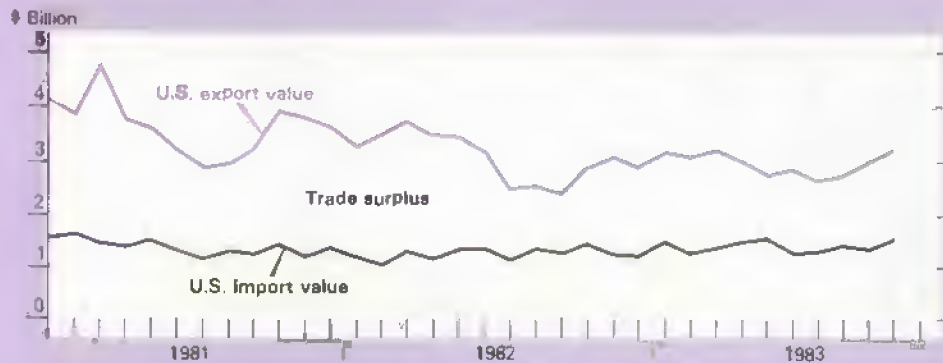 $ Billion
5
4
U.S. export value
3
Trade surplus
2
1
U.S. import value
0
1981 1982 1983